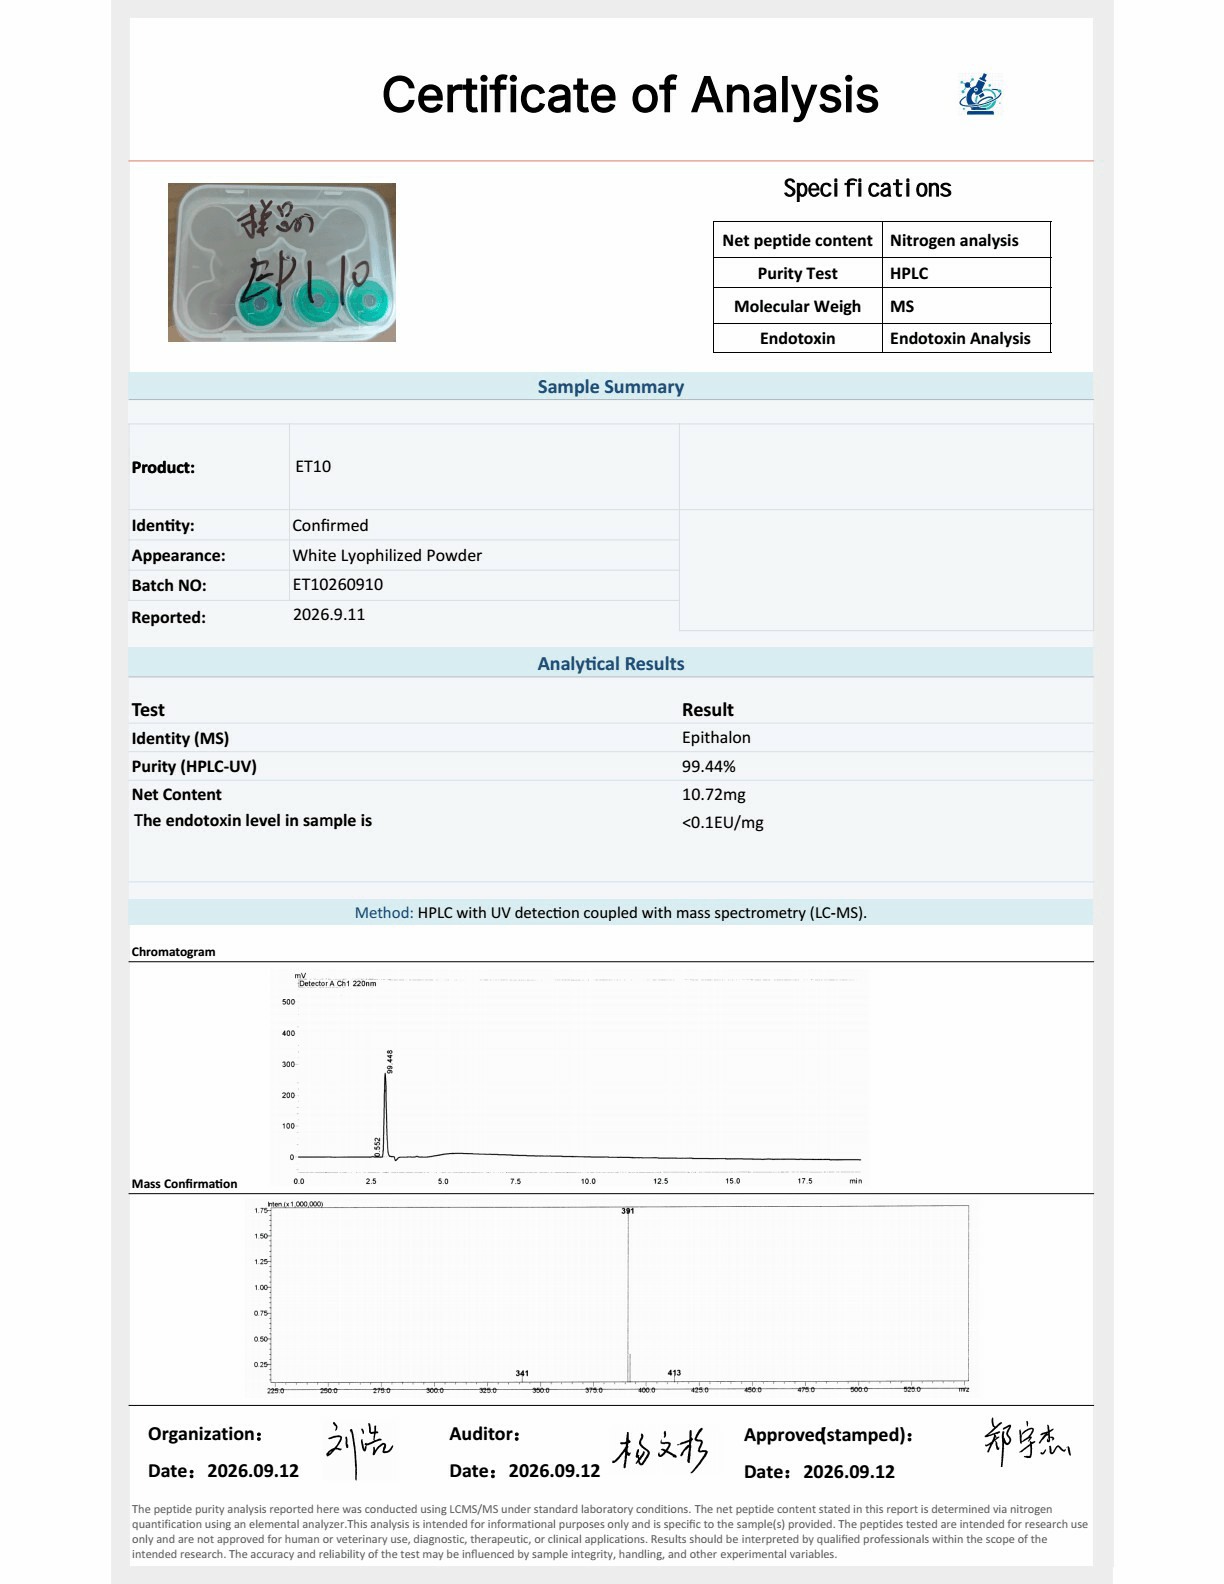 Certificate of Analysis
样品
EP110
Specifications
Net peptide content Nitrogen analysis
Purity Test HPLC
Molecular Weigh MS
Endotoxin Endotoxin Analysis
Sample Summary
Product: ET10
Identity: Confirmed
Appearance: White Lyophilized Powder
Batch NO: ET10260910
Reported: 2026.9.11
Analytical Results
Test Result
Identity (MS) Epithalon
Purity (HPLC-UV) 99.44%
Net Content 10.72mg
The endotoxin level in sample is <0.1EU/mg
Method: HPLC with UV detection coupled with mass spectrometry (LC-MS).
Chromatogram
mV
Detector A Ch1 220nm
500
400
300
99.448
200
100
0.552
0
0.0 2.5 5.0 7.5 10.0 12.5 15.0 17.5 min
Mass Confirmation
Inten.(x1,000,000)
1.75
391
1.50
1.25
1.00
0.75
0.50
0.25
341 413
225.0 250.0 275.0 300.0 325.0 350.0 375.0 400.0 425.0 450.0 475.0 500.0 525.0 m/z
Organization： 刘浩 Auditor： 杨文彬 Approved(stamped)： 郑宇杰
Date：2026.09.12 Date：2026.09.12 Date：2026.09.12
The peptide purity analysis reported here was conducted using LCMS/MS under standard laboratory conditions. The net peptide content stated in this report is determined via nitrogen
quantification using an elemental analyzer.This analysis is intended for informational purposes only and is specific to the sample(s) provided. The peptides tested are intended for research use
only and are not approved for human or veterinary use, diagnostic, therapeutic, or clinical applications. Results should be interpreted by qualified professionals within the scope of the
intended research. The accuracy and reliability of the test may be influenced by sample integrity, handling, and other experimental variables.